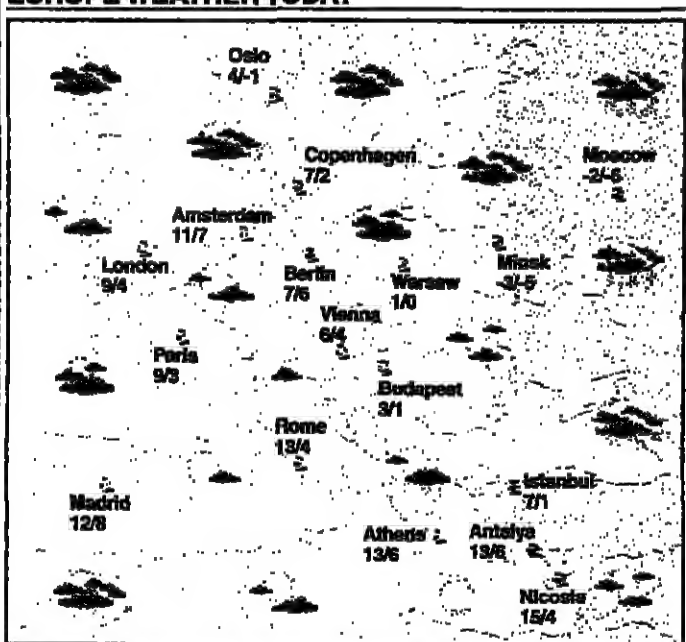 EUROPE WEATHER TODAY
Oslo
4/-1
Copenhagen
7/2
Moscow
-2/-6
Amsterdam
11/7
London
9/4
Berlin
7/6
Warsaw
1/0
Minsk
-3/-5
Vienna
6/4
Paris
9/3
Budapest
3/1
Rome
13/4
Madrid
12/8
Istanbul
7/1
Athens
13/6
Antalya
13/6
Nicosia
15/4